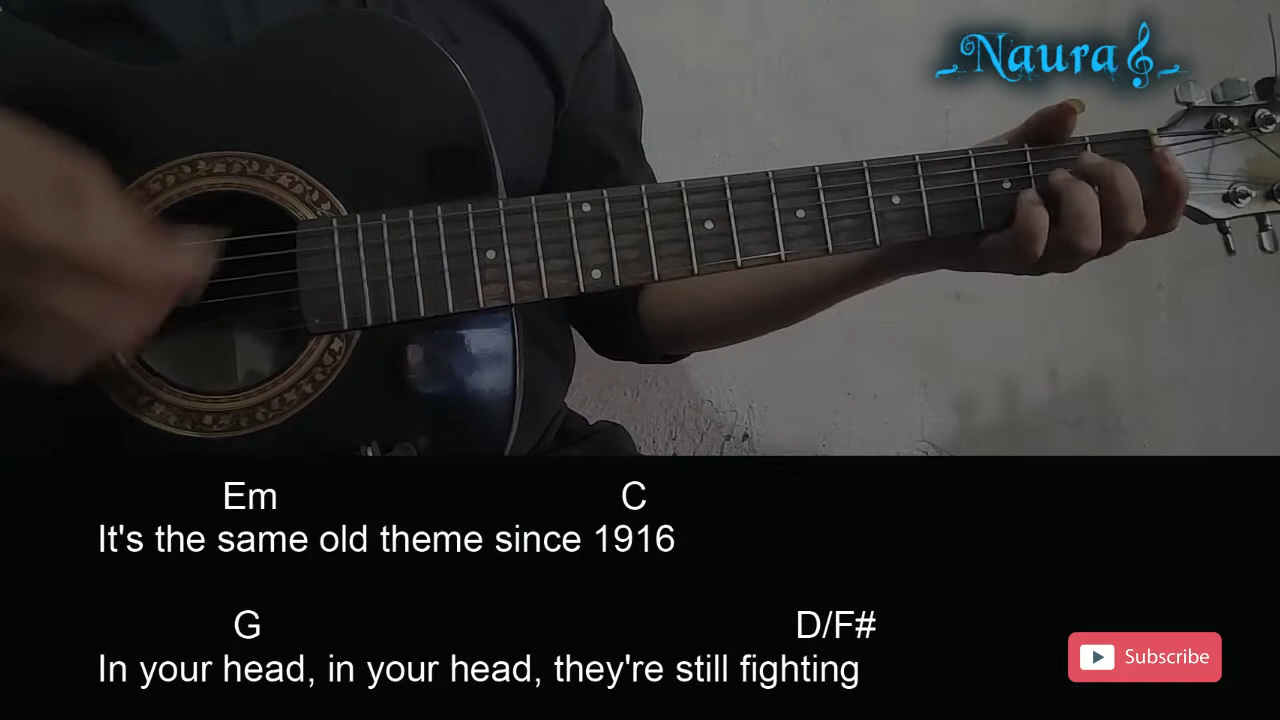 Naura
Em C
It's the same old theme since 1916
G D/F#
In your head, in your head, they're still fighting
Subscribe